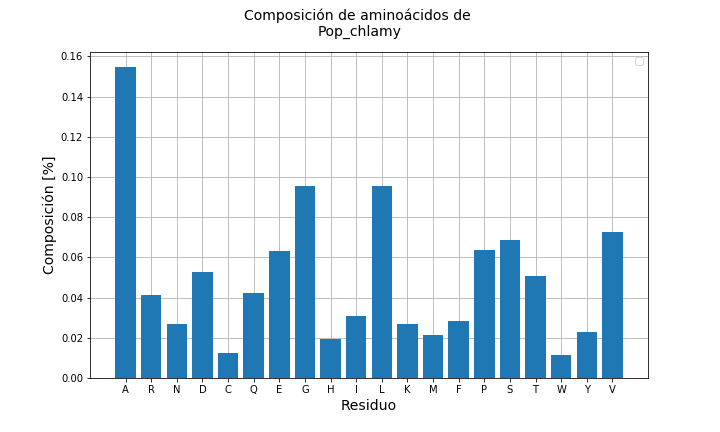 Composición de aminoácidos de
Pop_chlamy
0.16
0.14
0.12
0.10
0.08
0.06
0.04
0.02
0.00
Composición [%]
A R N D C Q E G H I L K M F P S T W Y V
Residuo